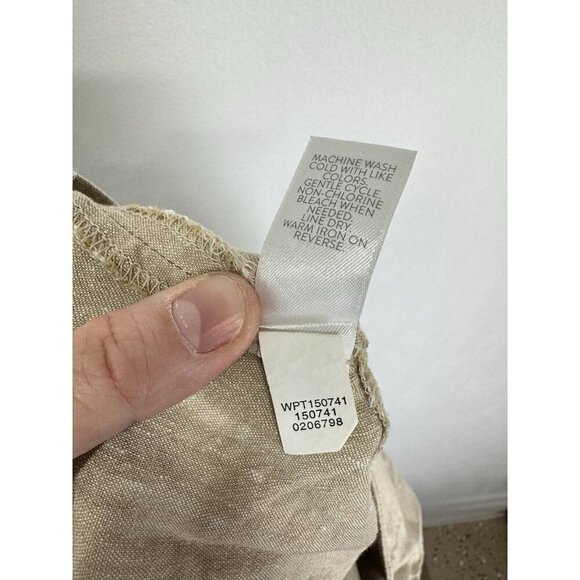 MACHINE WASH
COLD WITH LIKE
COLORS.
GENTLE CYCLE.
NON-CHLORINE
BLEACH WHEN
NEEDED.
LINE DRY.
WARM IRON ON
REVERSE.
WPT150741
150741
0206798